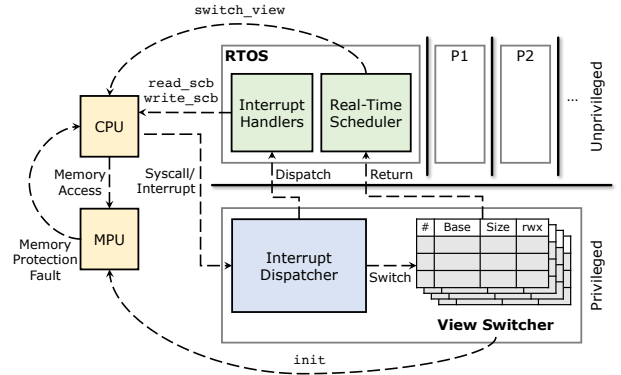 switch_view
RTOS
P1
P2
...
Unprivileged
read_scb
write_scb
Interrupt
Handlers
Real-Time
Scheduler
CPU
Memory
Access
Syscall/
Interrupt
Dispatch
Return
MPU
Memory
Protection
Fault
Interrupt
Dispatcher
Switch
# Base Size rwx
View Switcher
Privileged
init